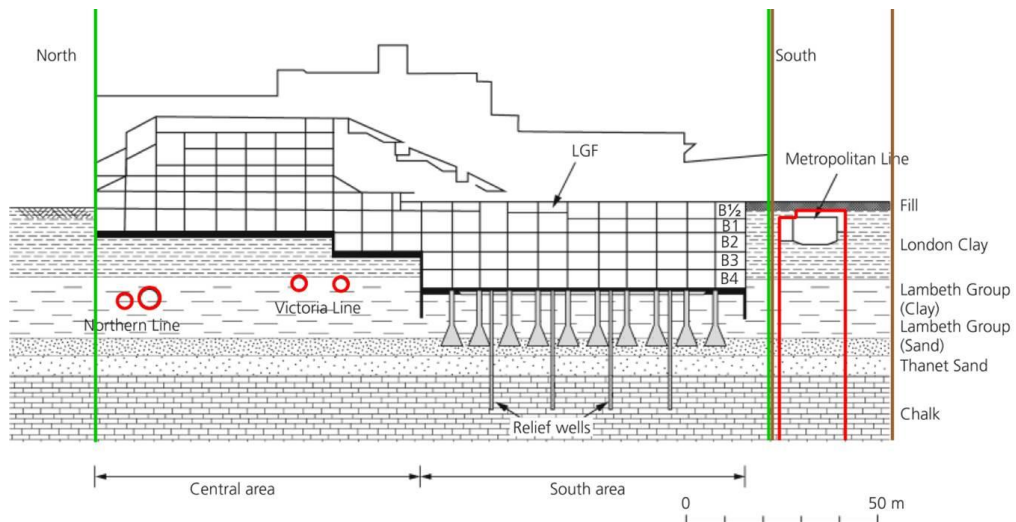 North
South
LGF
Metropolitan Line
Fill
B½
B1
B2
B3
B4
London Clay
Lambeth Group
(Clay)
Lambeth Group
(Sand)
Thanet Sand
Chalk
Northern Line
Victoria Line
Relief wells
Central area
South area
0
50 m